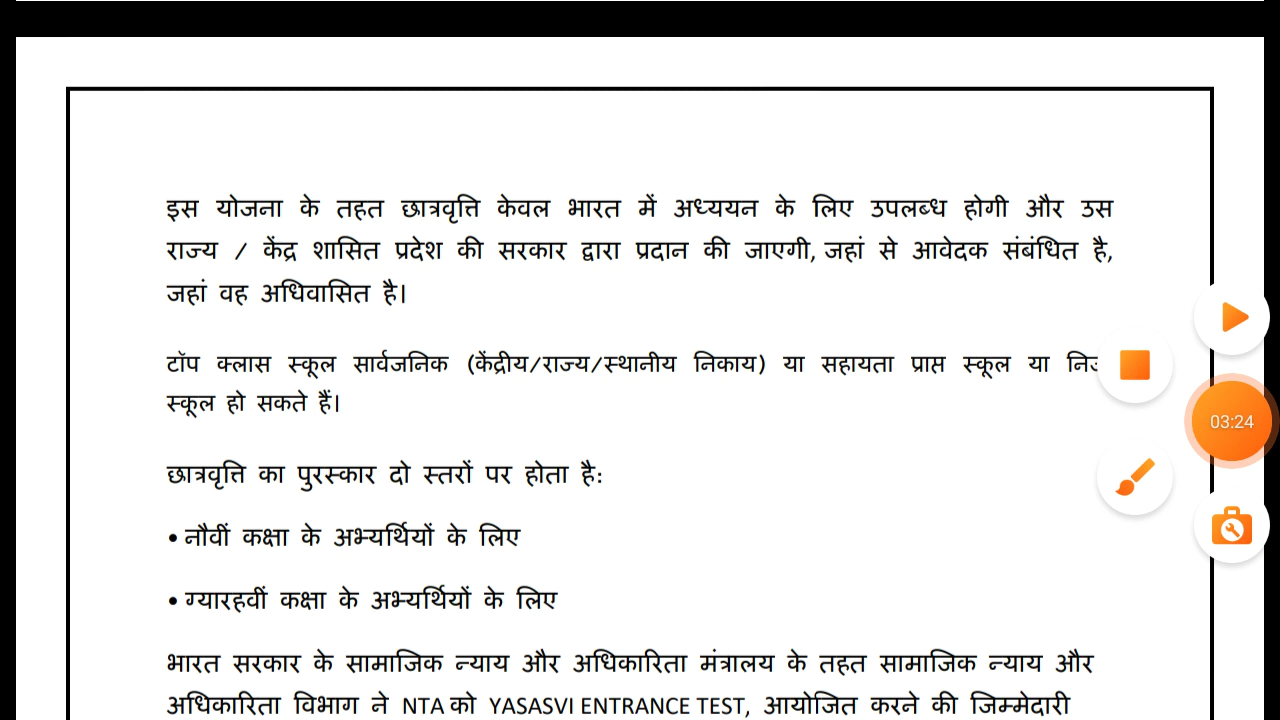 इस योजना के तहत छात्रवृत्ति केवल भारत में अध्ययन के लिए उपलब्ध होगी और उस
राज्य / केंद्र शासित प्रदेश की सरकार द्वारा प्रदान की जाएगी, जहां से आवेदक संबंधित है,
जहां वह अधिवासित है।
टॉप क्लास स्कूल सार्वजनिक (केंद्रीय/राज्य/स्थानीय निकाय) या सहायता प्राप्त स्कूल या
स्कूल हो सकते हैं।
03:24
छात्रवृत्ति का पुरस्कार दो स्तरों पर होता है:
• नौवीं कक्षा के अभ्यर्थियों के लिए
• ग्यारहवीं कक्षा के अभ्यर्थियों के लिए
भारत सरकार के सामाजिक न्याय और अधिकारिता मंत्रालय के तहत सामाजिक न्याय और
अधिकारिता विभाग ने NTA को YASASVI ENTRANCE TEST, आयोजित करने की जिम्मेदारी